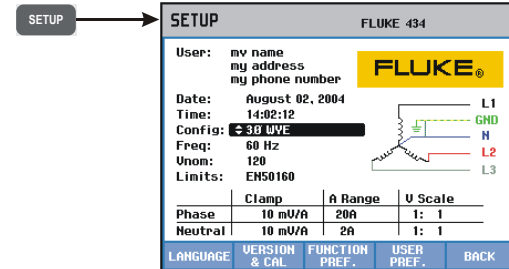 SETUP
SETUP FLUKE 434
User: my name
my address
my phone number
FLUKE®
Date: August 02, 2004
Time: 14:02:12
Config: 3Ø WYE
Freq: 60 Hz
Vnom: 120
Limits: EN50160
L1
GND
N
L2
L3
Clamp A Range V Scale
Phase 10 mV/A 20A 1: 1
Neutral 10 mV/A 2A 1: 1
LANGUAGE VERSION & CAL FUNCTION PREF. USER PREF. BACK